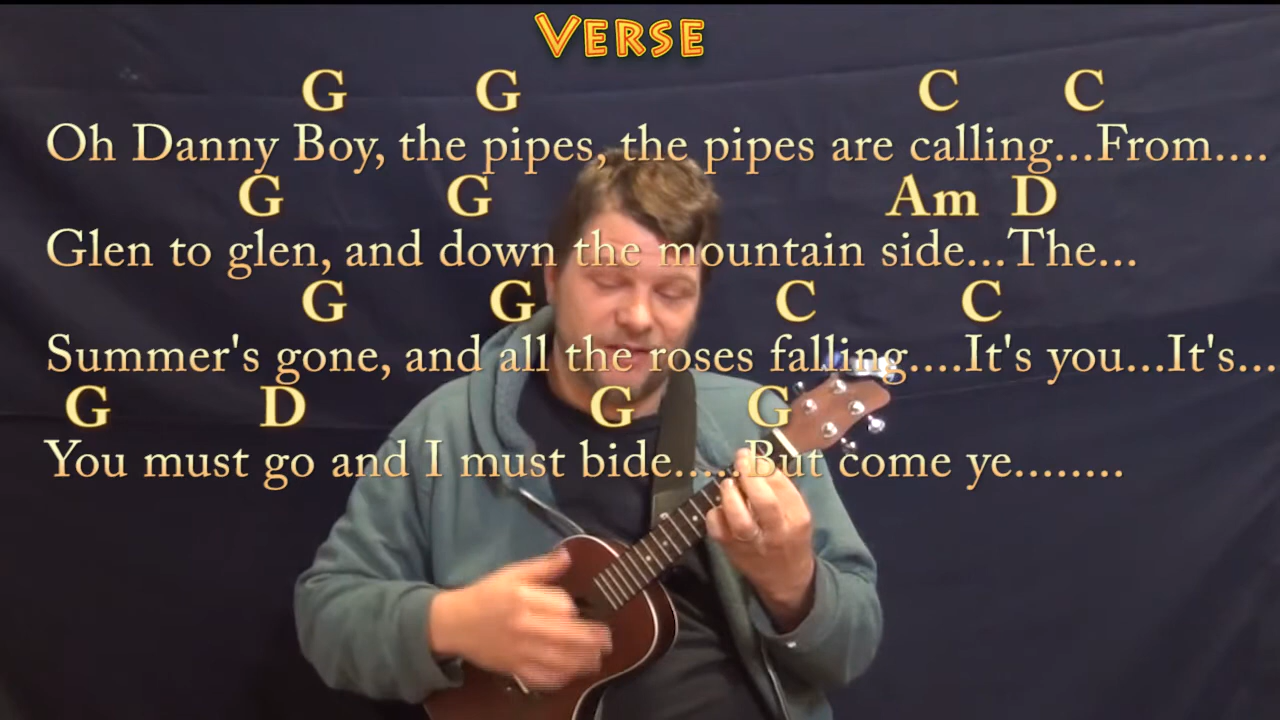 VERSE
G G C C
Oh Danny Boy, the pipes, the pipes are calling...From....
G G Am D
Glen to glen, and down the mountain side...The...
G G C C
Summer's gone, and all the roses falling....It's you...It's...
G D G G
You must go and I must bide.....But come ye........